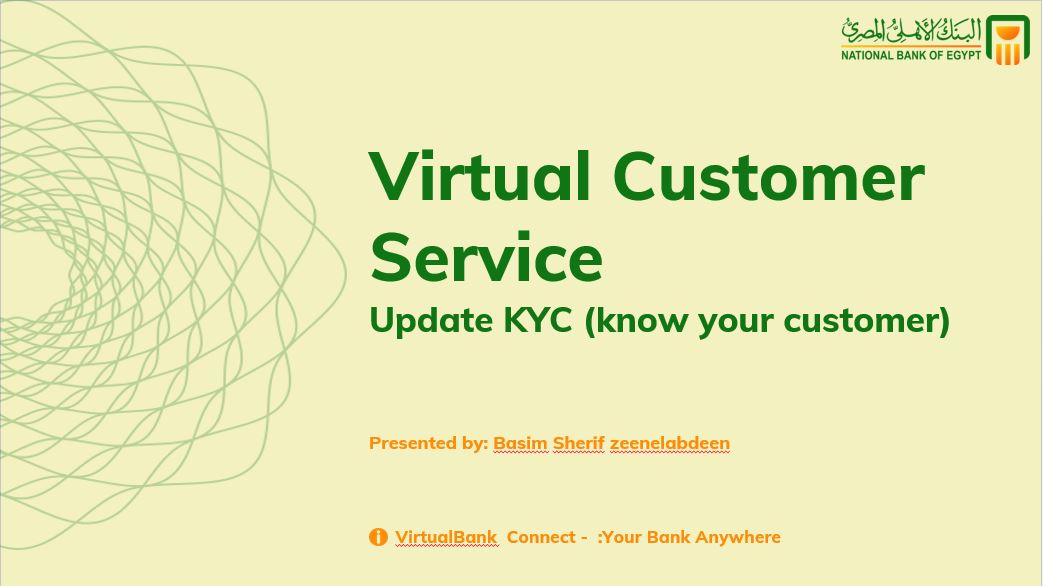 البنك الأهلي المصري
NATIONAL BANK OF EGYPT
Virtual Customer
Service
Update KYC (know your customer)
Presented by: Basim Sherif zeenelabdeen
VirtualBank  Connect -  :Your Bank Anywhere